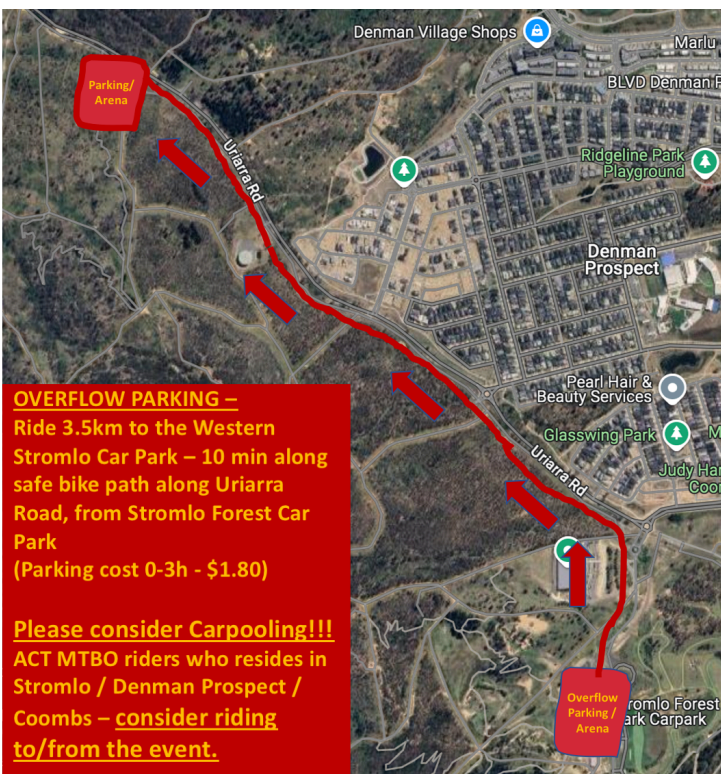 Denman Village Shops
Marlu
BLVD Denman P
Parking/
Arena
Uriarra Rd
Ridgeline Park
Playground
Denman
Prospect
Pearl Hair &
Beauty Services
OVERFLOW PARKING –
Ride 3.5km to the Western
Stromlo Car Park – 10 min along
safe bike path along Uriarra
Road, from Stromlo Forest Car
Park
(Parking cost 0-3h - $1.80)
Please consider Carpooling!!!
ACT MTBO riders who resides in
Stromlo / Denman Prospect /
Coombs – consider riding
to/from the event.
Glasswing Park
M
Judy Har
Coor
Uriarra Rd
Overflow
Parking /
Arena
romlo Forest
ark Carpark